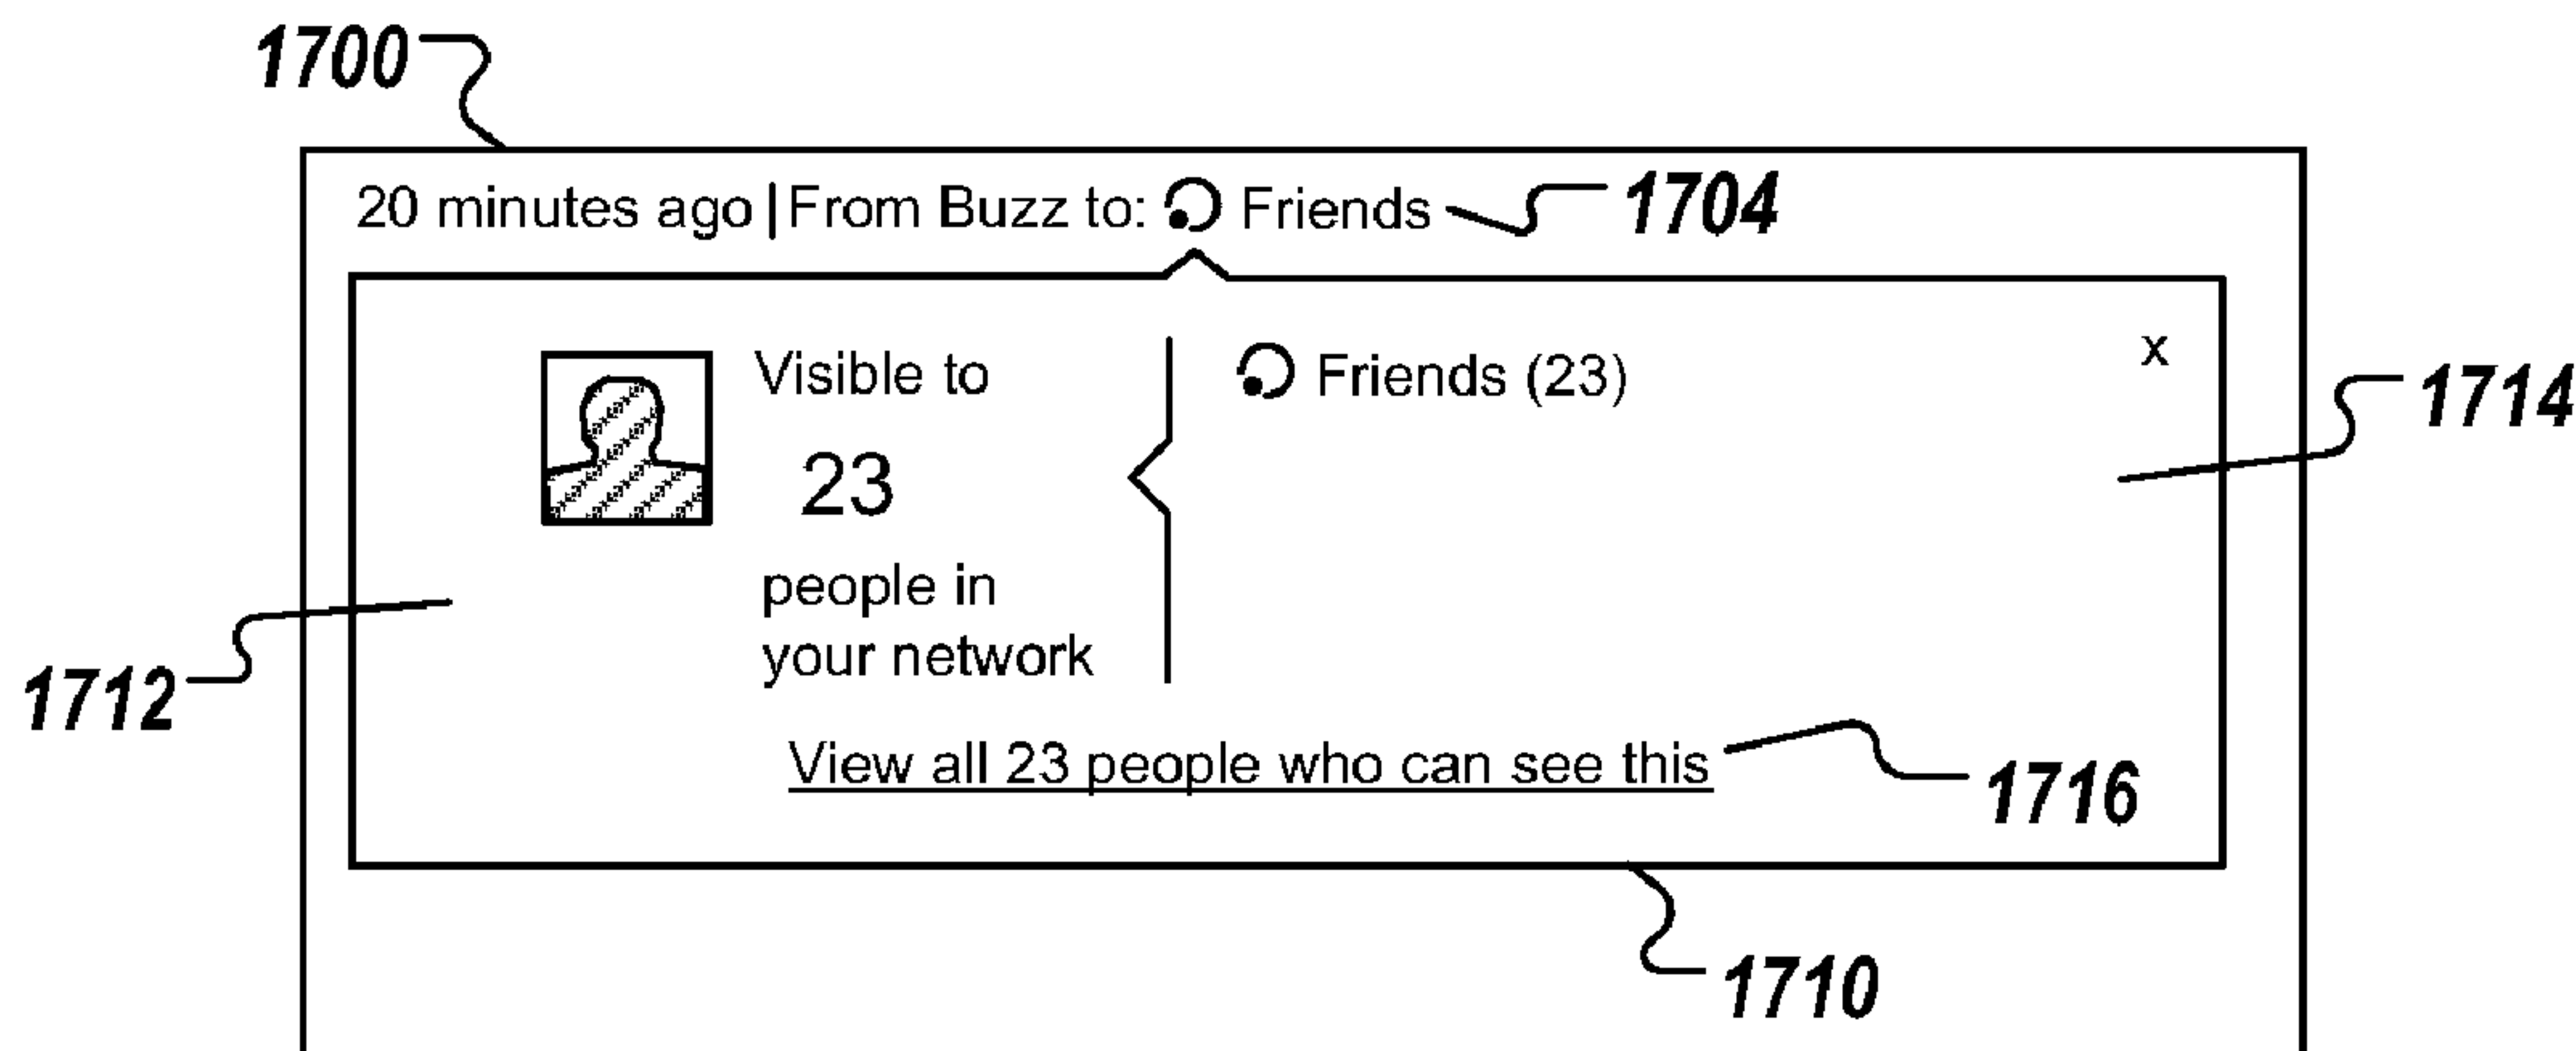 1700
20 minutes ago | From Buzz to: Friends
1704
Visible to
Friends (23)
x
1714
23
people in
your network
1712
View all 23 people who can see this
1716
1710